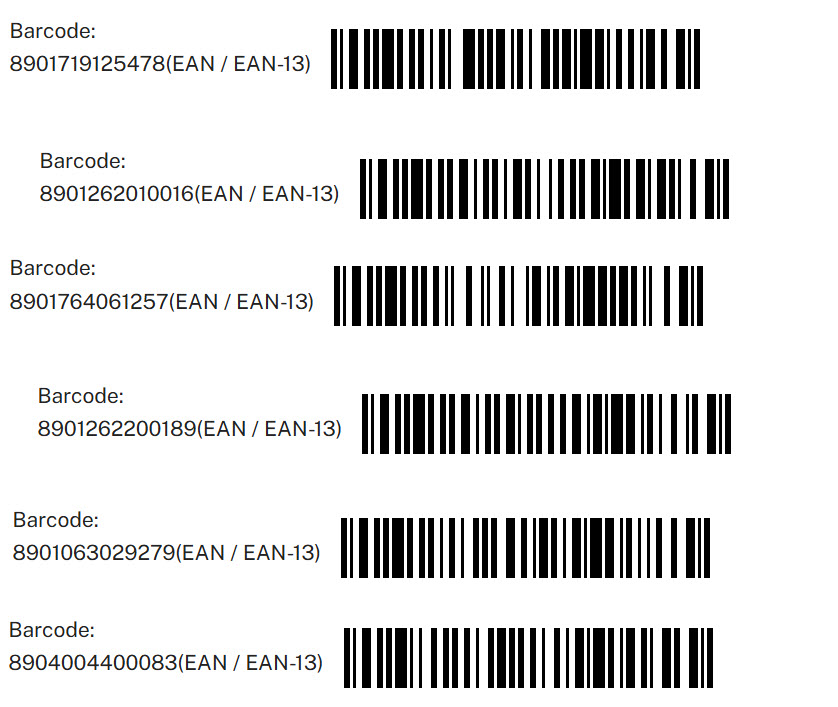 Barcode:
8901719125478(EAN / EAN-13)
Barcode:
8901262010016(EAN / EAN-13)
Barcode:
8901764061257(EAN / EAN-13)
Barcode:
8901262200189(EAN / EAN-13)
Barcode:
8901063029279(EAN / EAN-13)
Barcode:
8904004400083(EAN / EAN-13)